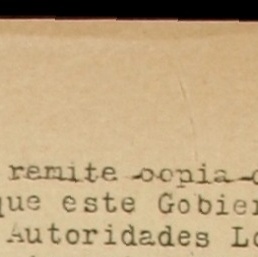 remite copia
que este Gobier
Autoridades Lo